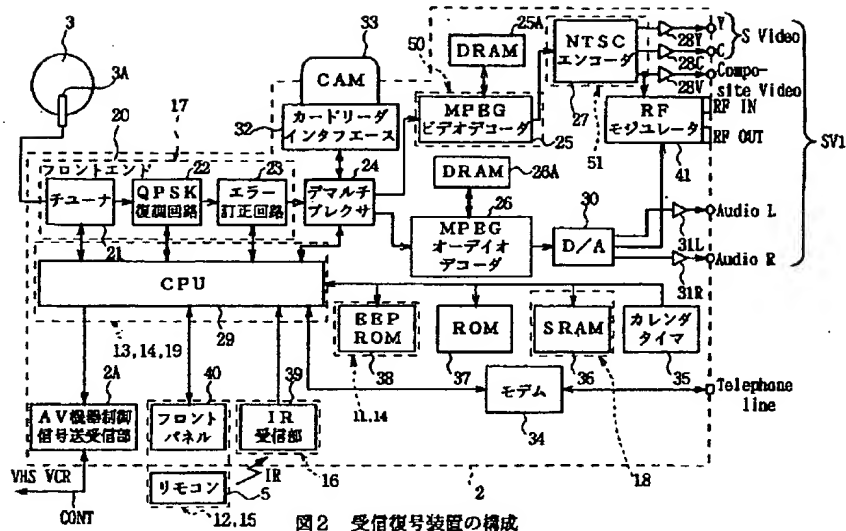 3
3A
20
17
フロントエンド
22
23
チューナ
QPSK
復調回路
エラー
訂正回路
21
33
CAM
32
カードリーダ
インタフエース
24
デマルチ
プレクサ
50
25A
DRAM
MPEG
ビデオデコーダ
25
DRAM
26A
26
MPEG
オーデイオ
デコーダ
NTSC
エンコーダ
27
51
28Y
28C
28V
Y
C
S Video
Compo-
site Video
RF
モジュレータ
41
RF IN
RF OUT
SV1
30
D/A
31L
31R
Audio L
Audio R
CPU
13,14,19
29
EEP
ROM
38
11,14
ROM
37
SRAM
36
18
カレンダ
タイマ
35
モデム
34
Telephone
line
2A
AV機器制御
信号送受信部
40
フロント
パネル
39
IR
受信部
16
リモコン
5
IR
12,15
2
VHS VCR
CONT
図2 受信復号装置の構成